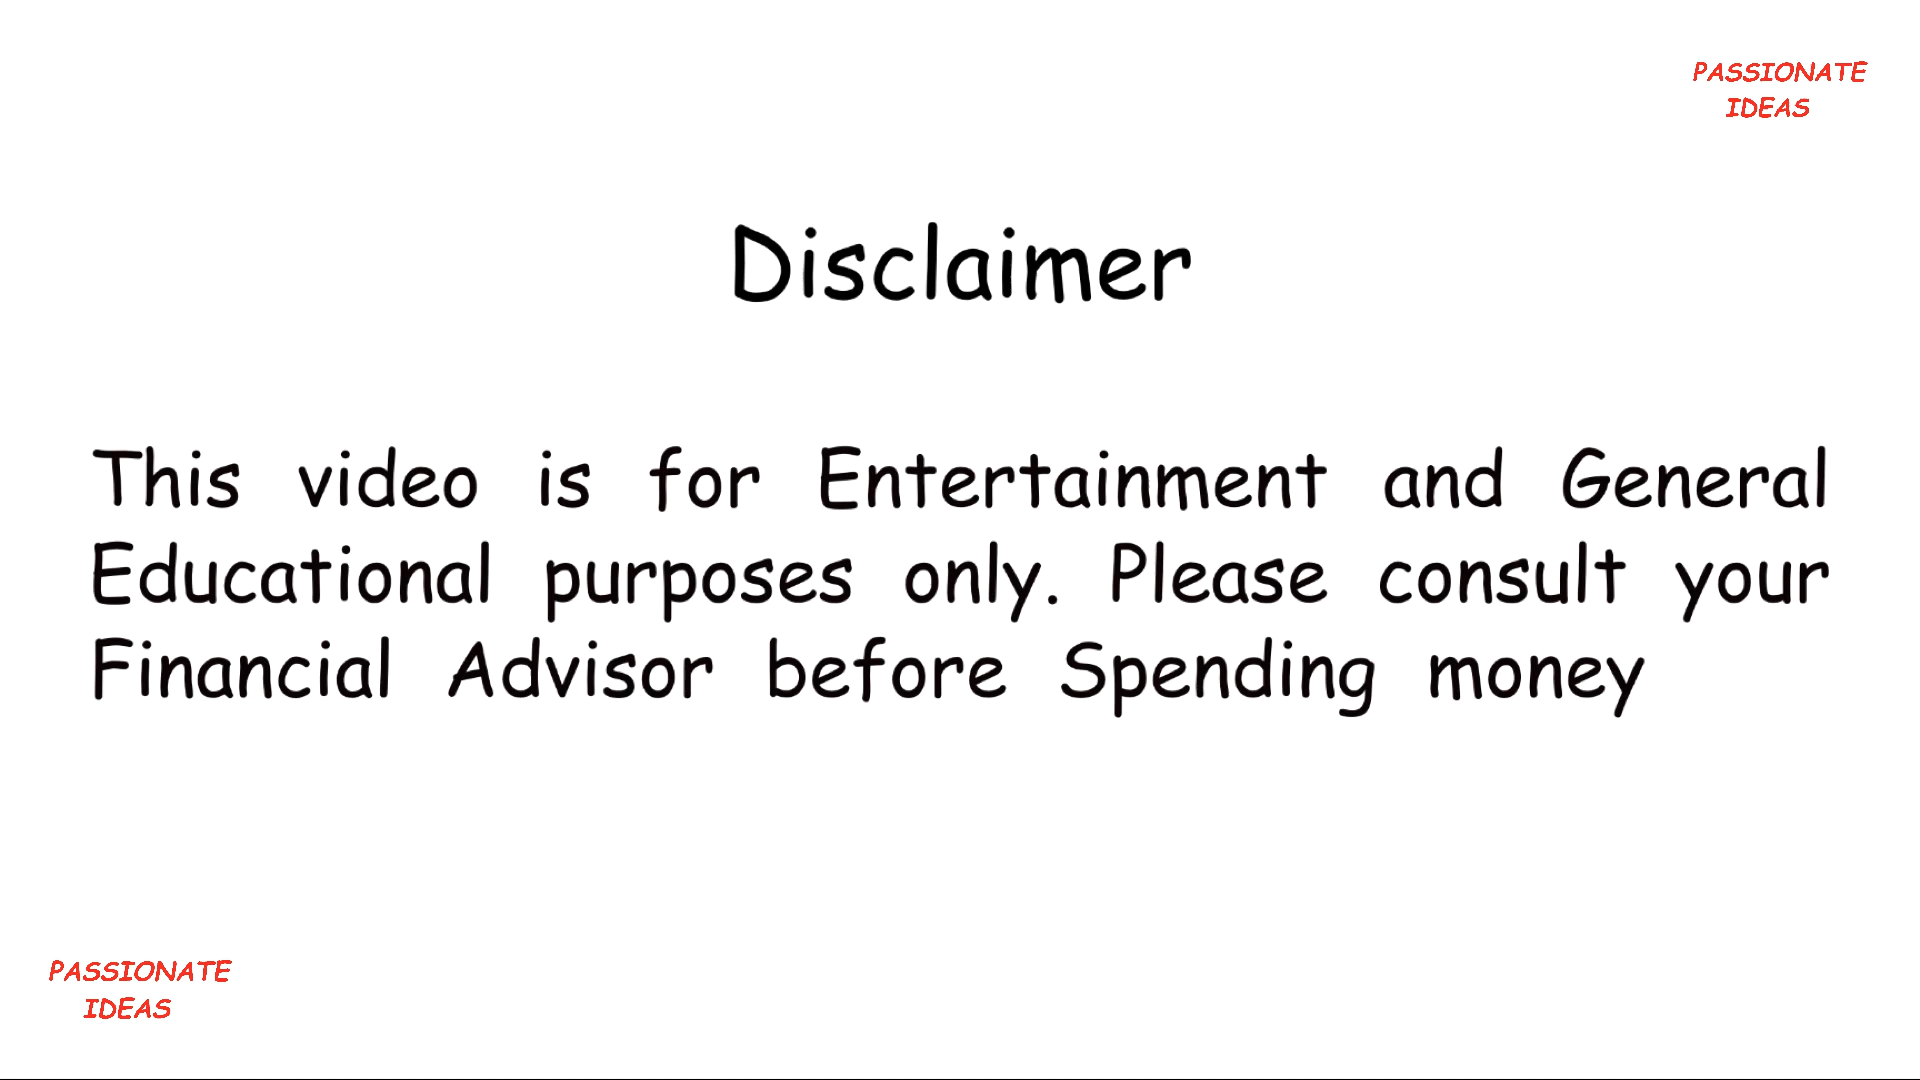 PASSIONATE
IDEAS
Disclaimer
This video is for Entertainment and General
Educational purposes only. Please consult your
Financial Advisor before Spending money
PASSIONATE
IDEAS